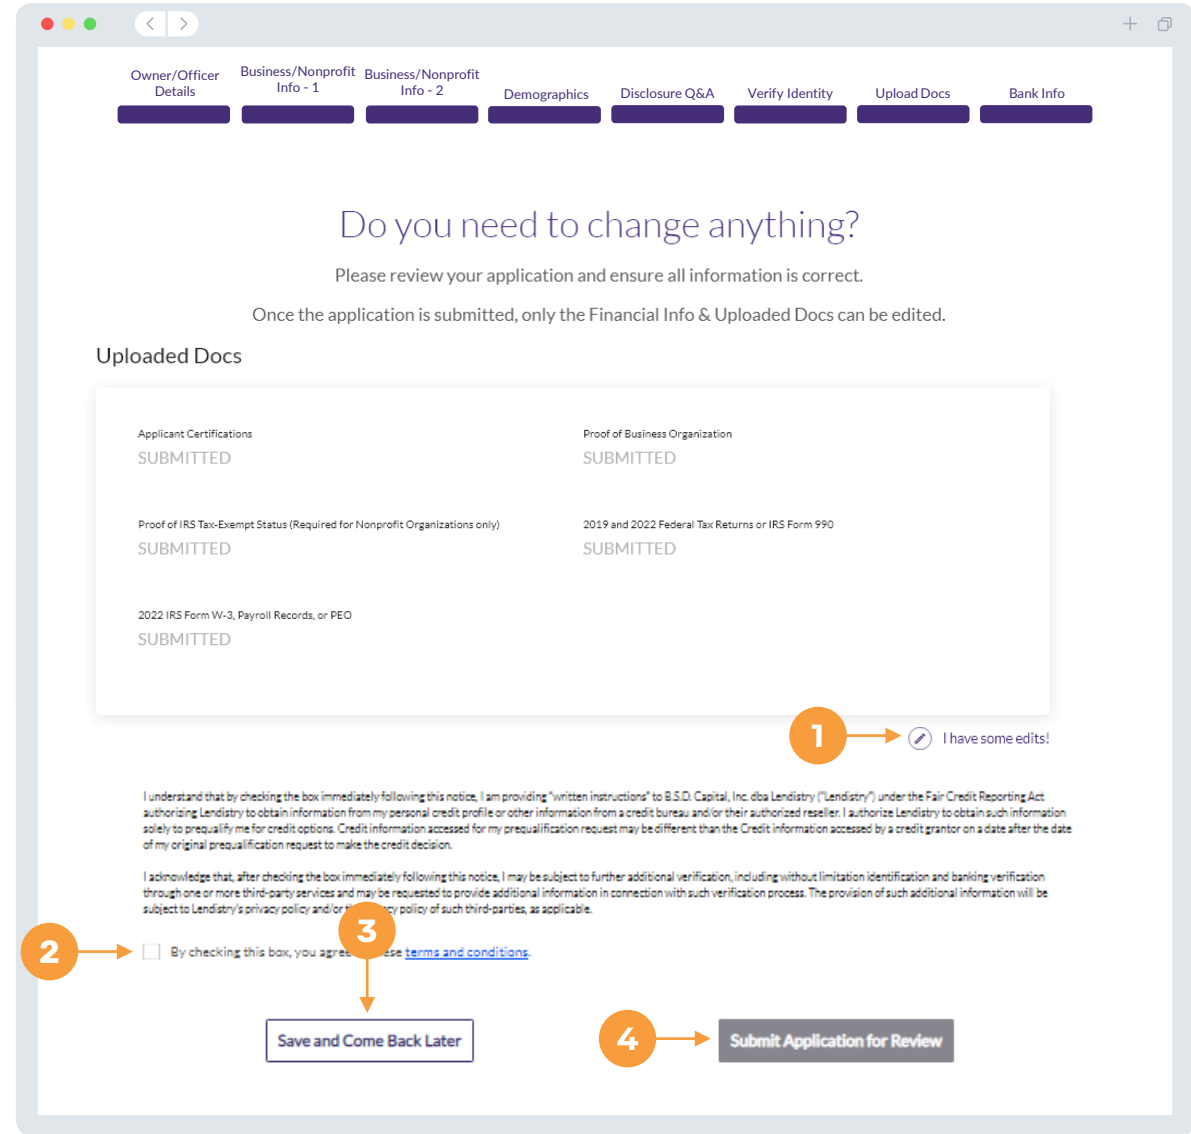 Owner/Officer
Details
Business/Nonprofit
Info - 1
Business/Nonprofit
Info - 2
Demographics
Disclosure Q&A
Verify Identity
Upload Docs
Bank Info
Do you need to change anything?
Please review your application and ensure all information is correct.
Once the application is submitted, only the Financial Info & Uploaded Docs can be edited.
Uploaded Docs
Applicant Certifications
SUBMITTED
Proof of Business Organization
SUBMITTED
Proof of IRS Tax-Exempt Status (Required for Nonprofit Organizations only)
SUBMITTED
2019 and 2022 Federal Tax Returns or IRS Form 990
SUBMITTED
2022 IRS Form W-3, Payroll Records, or PEO
SUBMITTED
1
I have some edits!
I understand that by checking the box immediately following this notice, I am providing "written instructions" to B.S.D. Capital, Inc. dba Lendistry ("Lendistry") under the Fair Credit Reporting Act
authorizing Lendistry to obtain information from my personal credit profile or other information from a credit bureau and/or their authorized reseller. I authorize Lendistry to obtain such information
solely to prequalify me for credit options. Credit information accessed for my prequalification request may be different than the Credit information accessed by a credit grantor on a date after the date
of my original prequalification request to make the credit decision.
I acknowledge that, after checking the box immediately following this notice, I may be subject to further additional verification, including without limitation identification and banking verification
through one or more third-party services and may be requested to provide additional information in connection with such verification process. The provision of such additional information will be
subject to Lendistry's privacy policy and/or policy of such third-parties, as applicable.
3
2
By checking this box, you agree terms and conditions.
Save and Come Back Later
4
Submit Application for Review